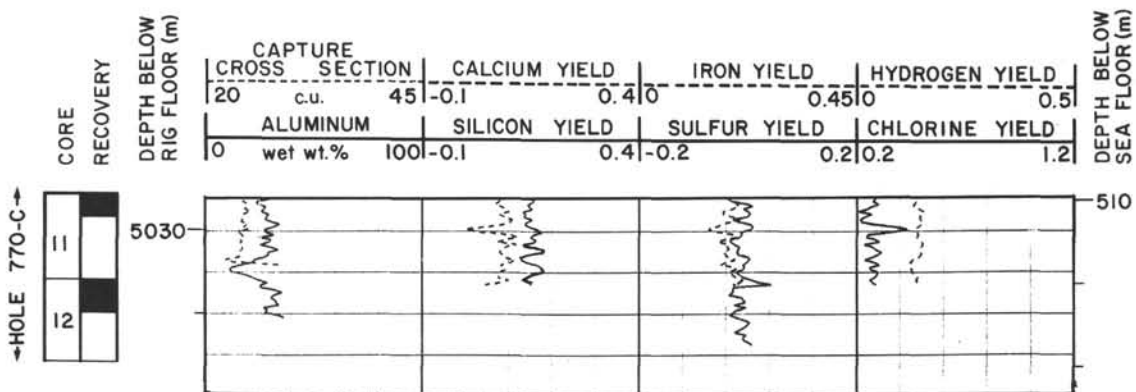 CAPTURE
CROSS SECTION CALCIUM YIELD IRON YIELD HYDROGEN YIELD
20 c.u. 45 -0.1 0.4 0 0.45 0 0.5
ALUMINUM SILICON YIELD SULFUR YIELD CHLORINE YIELD
0 wet wt.% 100 -0.1 0.4 -0.2 0.2 0.2 1.2
CORE
RECOVERY
DEPTH BELOW
RIG FLOOR (m)
DEPTH BELOW
SEA FLOOR (m)
HOLE 770-C
11
12
5030
510